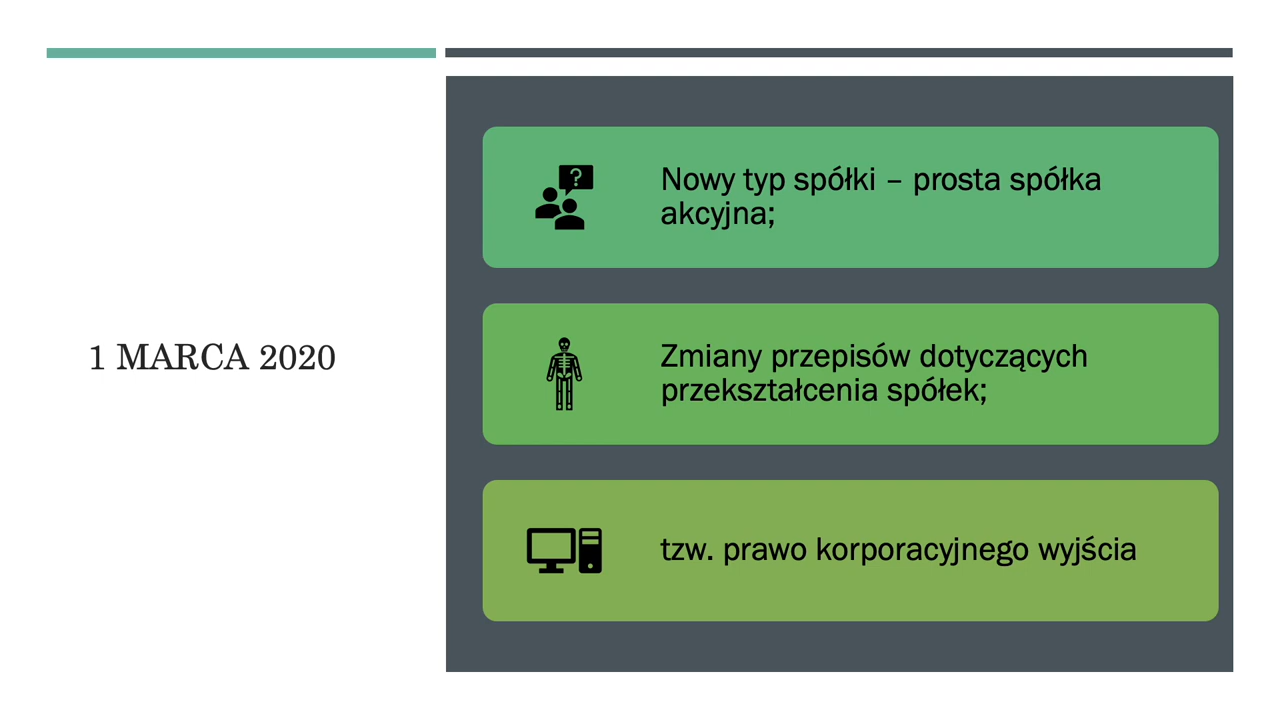 1 MARCA 2020
Nowy typ spółki – prosta spółka
akcyjna;
Zmiany przepisów dotyczących
przekształcenia spółek;
tzw. prawo korporacyjnego wyjścia